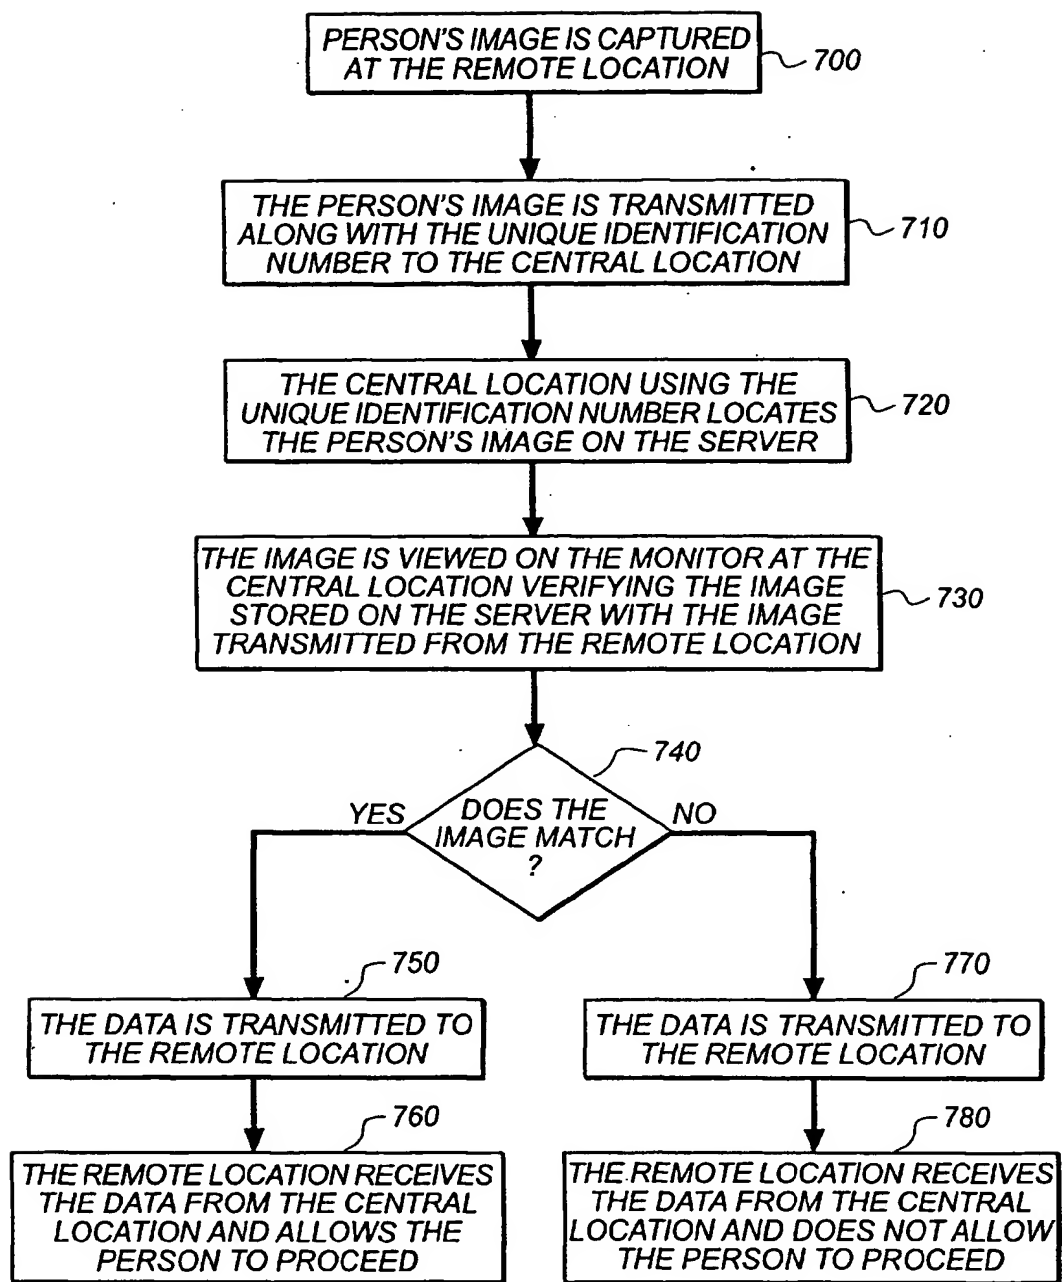 PERSON'S IMAGE IS CAPTURED
AT THE REMOTE LOCATION
700
THE PERSON'S IMAGE IS TRANSMITTED
ALONG WITH THE UNIQUE IDENTIFICATION
NUMBER TO THE CENTRAL LOCATION
710
THE CENTRAL LOCATION USING THE
UNIQUE IDENTIFICATION NUMBER LOCATES
THE PERSON'S IMAGE ON THE SERVER
720
THE IMAGE IS VIEWED ON THE MONITOR AT THE
CENTRAL LOCATION VERIFYING THE IMAGE
STORED ON THE SERVER WITH THE IMAGE
TRANSMITTED FROM THE REMOTE LOCATION
730
740
YES
DOES THE
IMAGE MATCH
?
NO
750
THE DATA IS TRANSMITTED TO
THE REMOTE LOCATION
760
THE REMOTE LOCATION RECEIVES
THE DATA FROM THE CENTRAL
LOCATION AND ALLOWS THE
PERSON TO PROCEED
770
THE DATA IS TRANSMITTED TO
THE REMOTE LOCATION
780
THE REMOTE LOCATION RECEIVES
THE DATA FROM THE CENTRAL
LOCATION AND DOES NOT ALLOW
THE PERSON TO PROCEED